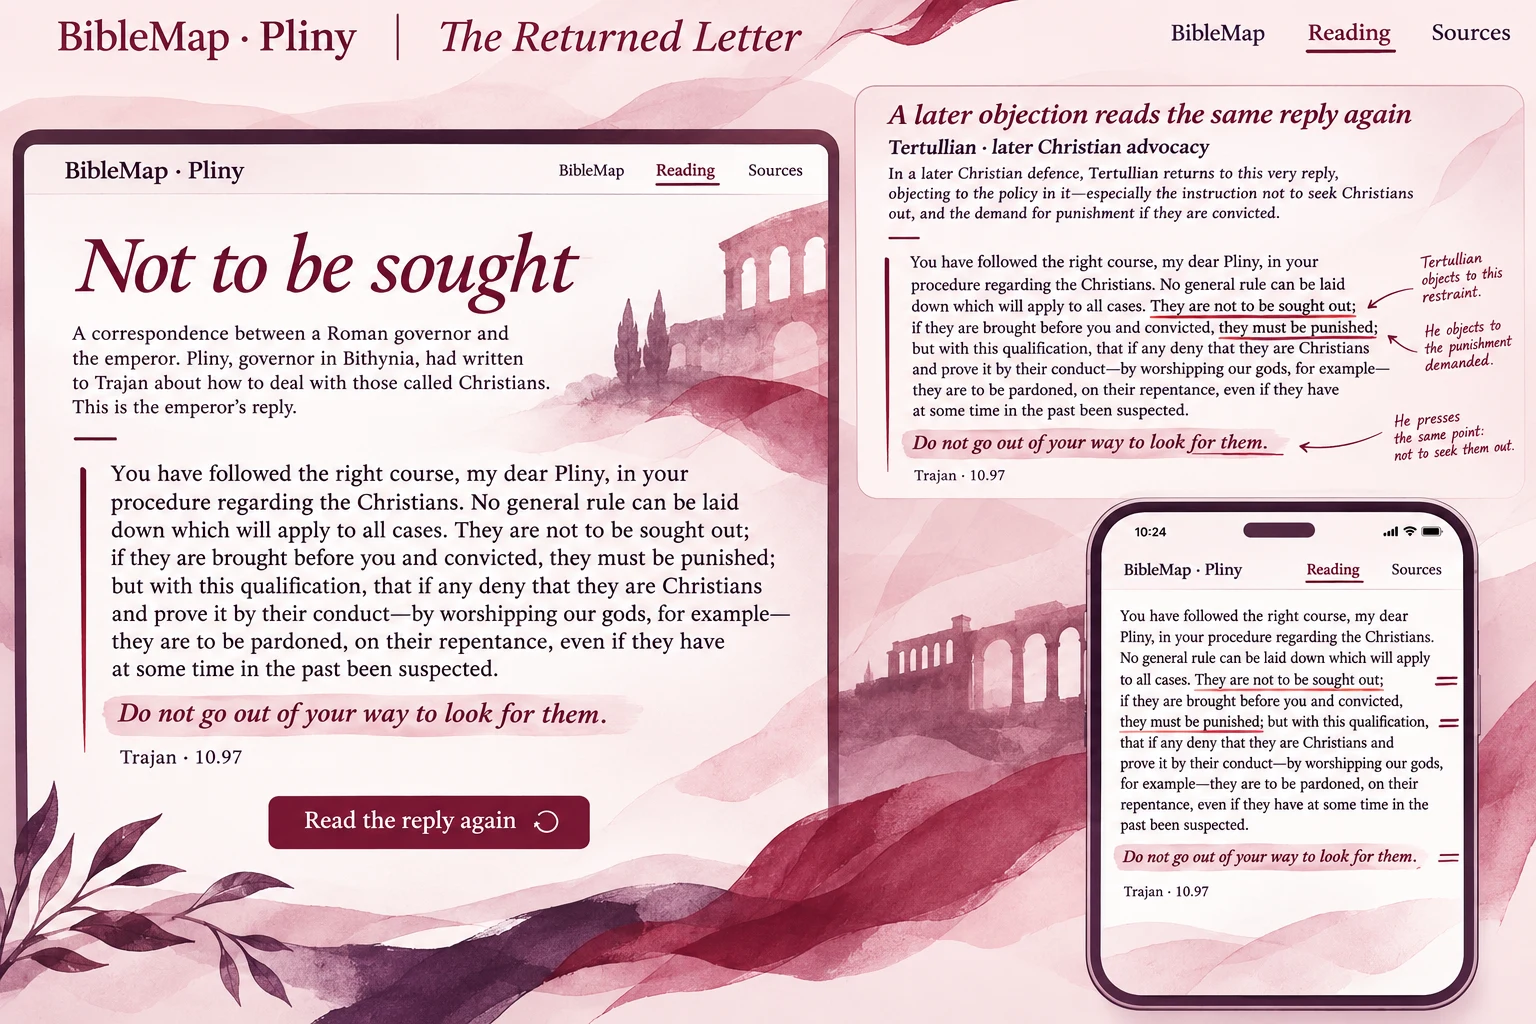 BibleMap · Pliny
The Returned Letter
BibleMap
Reading
Sources
BibleMap · Pliny
BibleMap
Reading
Sources
Not to be sought
A correspondence between a Roman governor and
the emperor. Pliny, governor in Bithynia, had written
to Trajan about how to deal with those called Christians.
This is the emperor’s reply.
You have followed the right course, my dear Pliny, in your
procedure regarding the Christians. No general rule can be laid
down which will apply to all cases. They are not to be sought out;
if they are brought before you and convicted, they must be punished;
but with this qualification, that if any deny that they are Christians
and prove it by their conduct—by worshipping our gods, for example—
they are to be pardoned, on their repentance, even if they have
at some time in the past been suspected.
Do not go out of your way to look for them.
Trajan · 10.97
Read the reply again
A later objection reads the same reply again
Tertullian · later Christian advocacy
In a later Christian defence, Tertullian returns to this very reply,
objecting to the policy in it—especially the instruction not to seek Christians
out, and the demand for punishment if they are convicted.
You have followed the right course, my dear Pliny, in your
procedure regarding the Christians. No general rule can be laid
down which will apply to all cases. They are not to be sought out;
if they are brought before you and convicted, they must be punished;
but with this qualification, that if any deny that they are Christians
and prove it by their conduct—by worshipping our gods, for example—
they are to be pardoned, on their repentance, even if they have
at some time in the past been suspected.
Do not go out of your way to look for them.
Trajan · 10.97
Tertullian
objects to this
restraint.
He objects to
the punishment
demanded.
He presses
the same point:
not to seek them out.
10:24
BibleMap · Pliny
Reading
Sources
You have followed the right course, my dear
Pliny, in your procedure regarding the Christians.
No general rule can be laid down which will apply
to all cases. They are not to be sought out;
if they are brought before you and convicted,
they must be punished; but with this qualification,
that if any deny that they are Christians and
prove it by their conduct—by worshipping our gods,
for example—they are to be pardoned, on their
repentance, even if they have at some time in the
past been suspected.
Do not go out of your way to look for them.
Trajan · 10.97